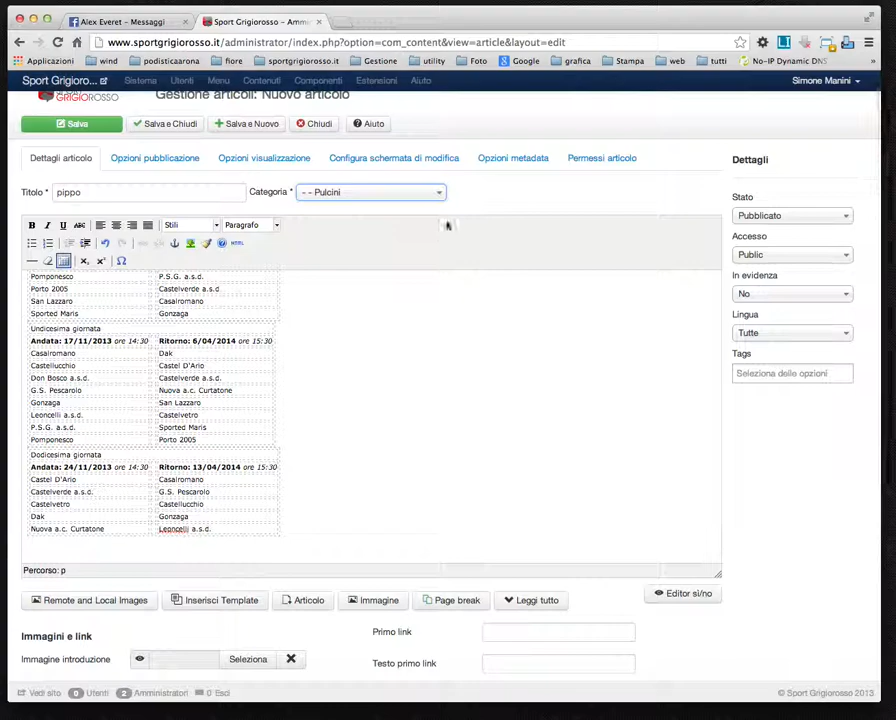 Alex Everet – Messaggi
Sport Grigiorosso – Ammin
www.sportgrigiorosso.it/administrator/index.php?option=com_content&view=article&layout=edit
Applicazioni wind podisticaarona fiore sportgrigiorosso.it Gestione utility Foto Google grafica Stampa web tutti No-IP Dynamic DNS
Sport Grigioro... Sistema Utenti Menu Contenuti Componenti Estensioni Aiuto Simone Manini
GRIGIOROSSO Gestione articoli: Nuovo articolo
Salva Salva e Chiudi Salva e Nuovo Chiudi Aiuto
Dettagli articolo Opzioni pubblicazione Opzioni visualizzazione Configura schermata di modifica Opzioni metadata Permessi articolo
Titolo * pippo Categoria * - - Pulcini
B I U ABC Stili Paragrafo
HTML
Pomponesco P.S.G. a.s.d.
Porto 2005 Castelverde a.s.d
San Lazzaro Casalromano
Sported Maris Gonzaga
Undicesima giornata
Andata: 17/11/2013 ore 14:30 Ritorno: 6/04/2014 ore 15:30
Casalromano Dak
Castellucchio Castel D'Ario
Don Bosco a.s.d. Castelverde a.s.d.
G.S. Pescarolo Nuova a.c. Curtatone
Gonzaga San Lazzaro
Leoncelli a.s.d. Castelvetro
P.S.G. a.s.d. Sported Maris
Pomponesco Porto 2005
Dodicesima giornata
Andata: 24/11/2013 ore 14:30 Ritorno: 13/04/2014 ore 15:30
Castel D'Ario Casalromano
Castelverde a.s.d. G.S. Pescarolo
Castelvetro Castellucchio
Dak Gonzaga
Nuova a.c. Curtatone Leoncelli a.s.d.
Percorso: p
Remote and Local Images Inserisci Template Articolo Immagine Page break Leggi tutto Editor si/no
Immagini e link
Immagine introduzione Seleziona
Primo link
Testo primo link
Dettagli
Stato
Pubblicato
Accesso
Public
In evidenza
No
Lingua
Tutte
Tags
Seleziona delle opzioni
Vedi sito 0 Utenti 2 Amministratori 0 Esci © Sport Grigiorosso 2013